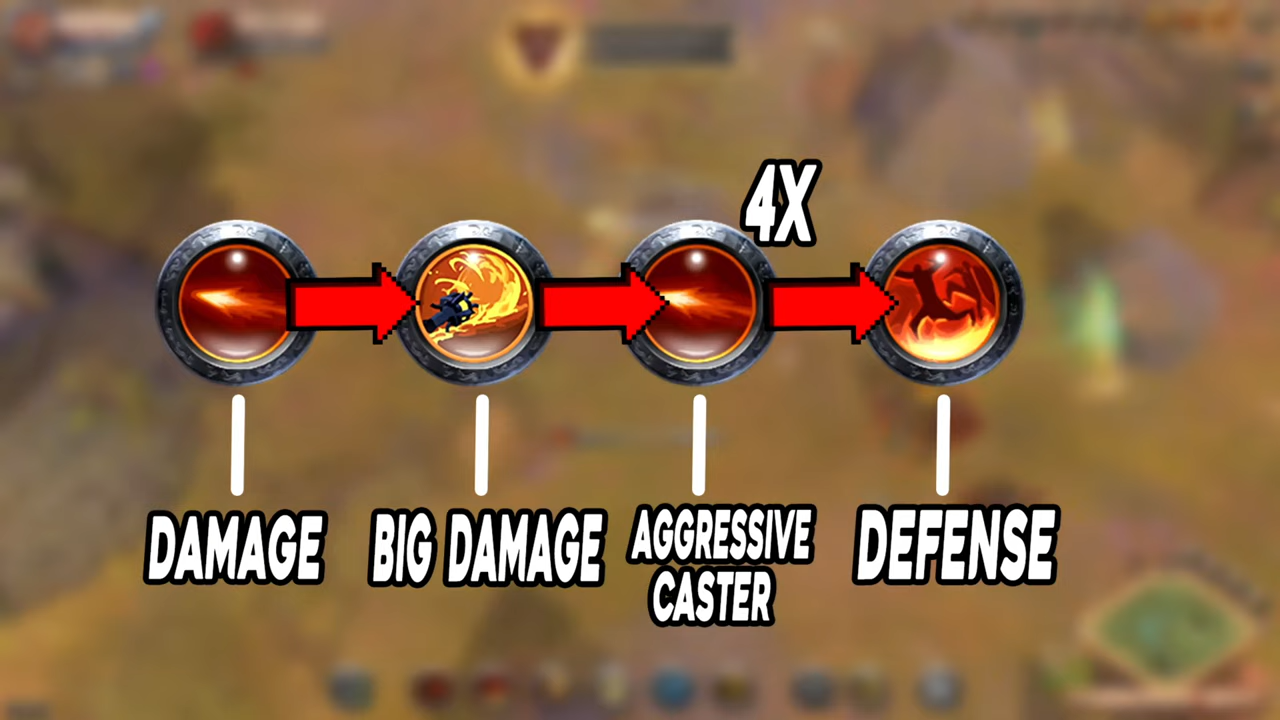 4X
DAMAGE
BIG DAMAGE
AGGRESSIVE
CASTER
DEFENSE